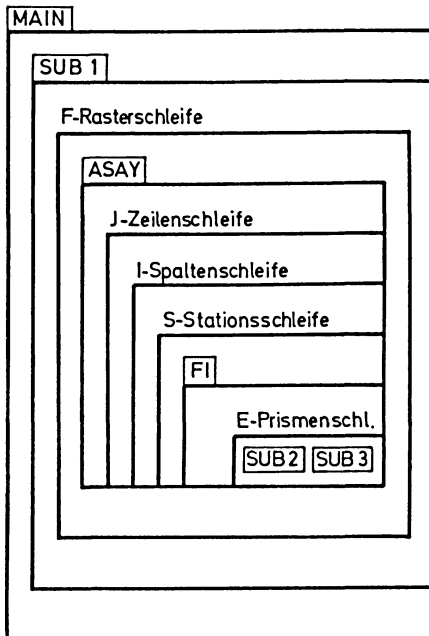 MAIN
SUB 1
F-Rasterschleife
ASAY
J-Zeilenschleife
I-Spaltenschleife
S-Stationsschleife
FI
E-Prismenschl.
SUB 2 SUB 3